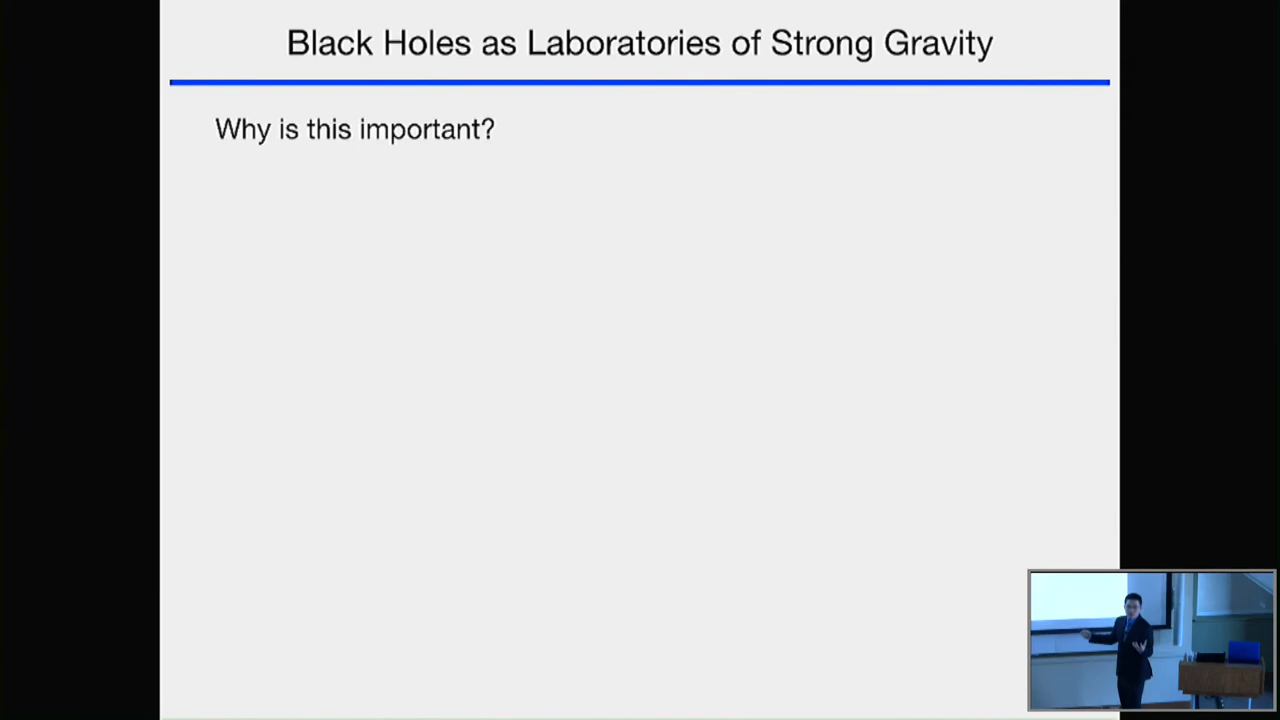 Black Holes as Laboratories of Strong Gravity
Why is this important?